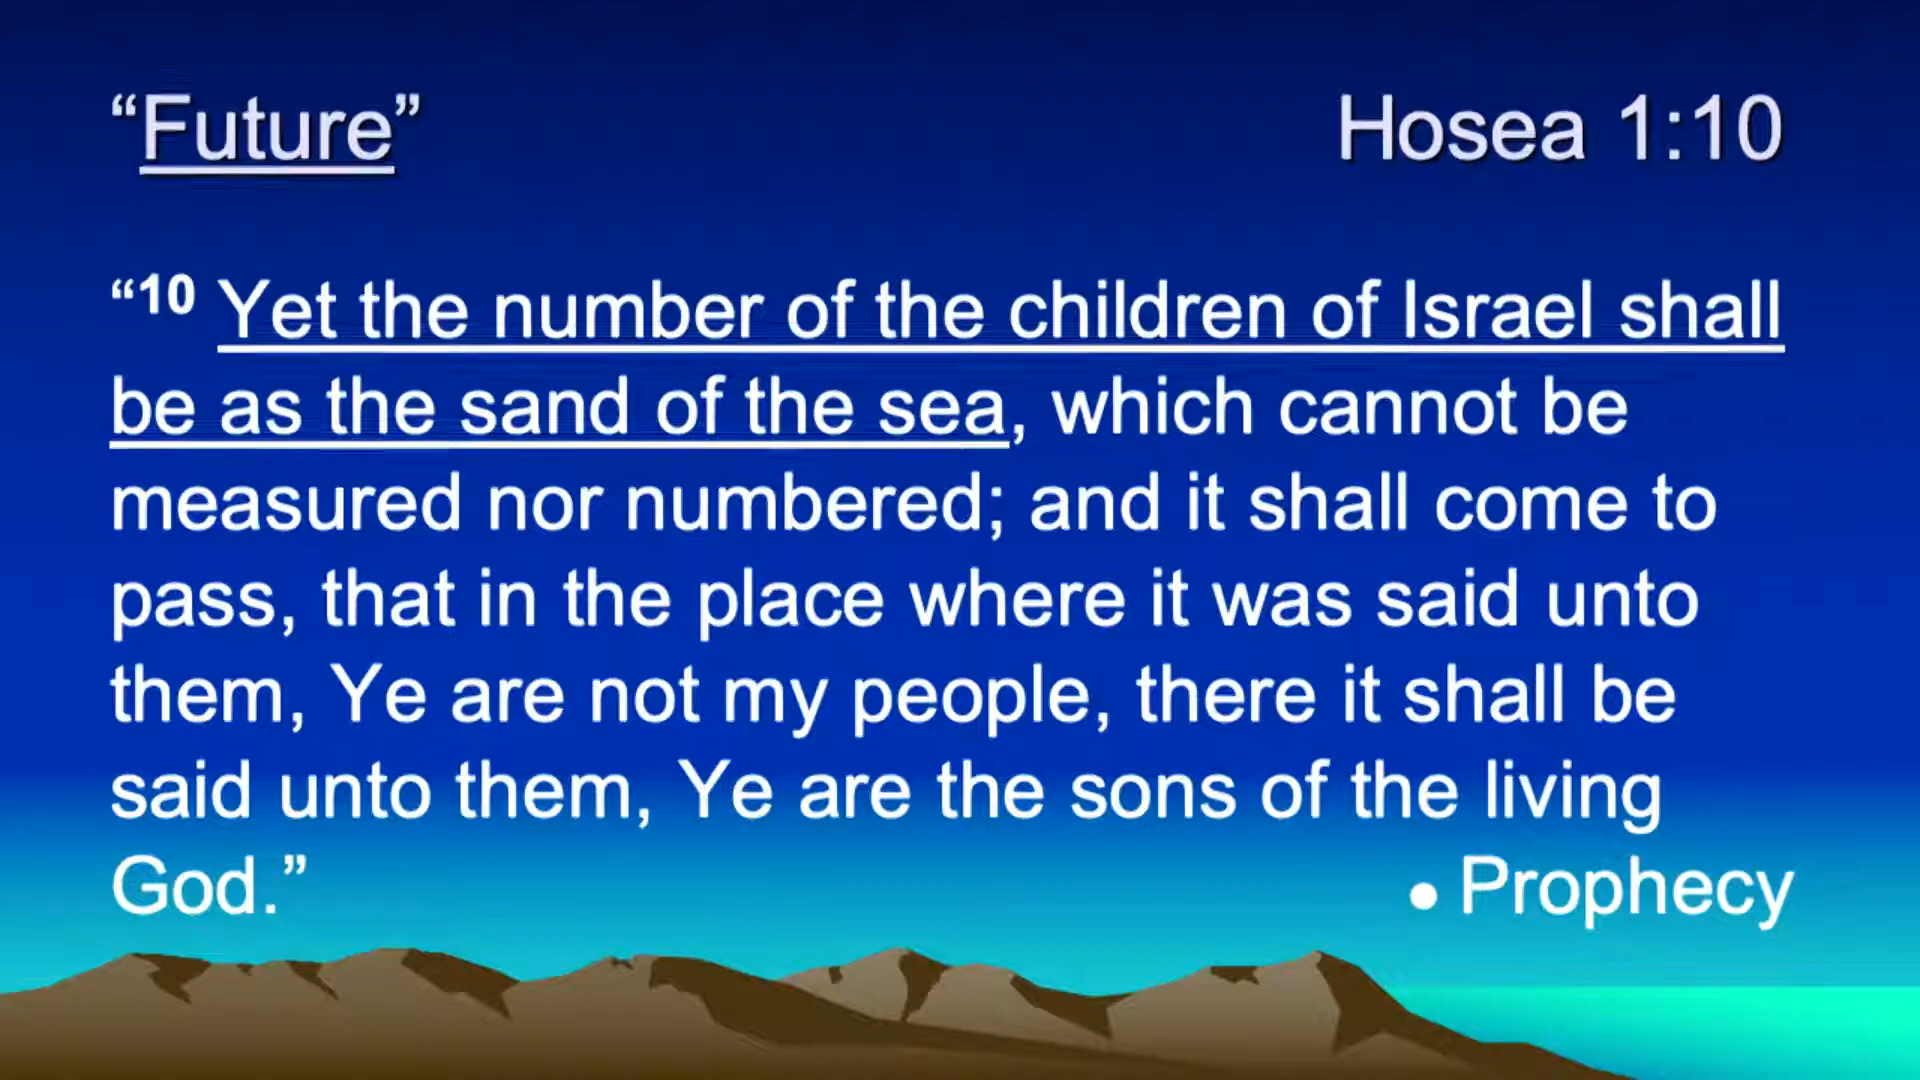 “Future” Hosea 1:10
“10 Yet the number of the children of Israel shall
be as the sand of the sea, which cannot be
measured nor numbered; and it shall come to
pass, that in the place where it was said unto
them, Ye are not my people, there it shall be
said unto them, Ye are the sons of the living
God.” • Prophecy